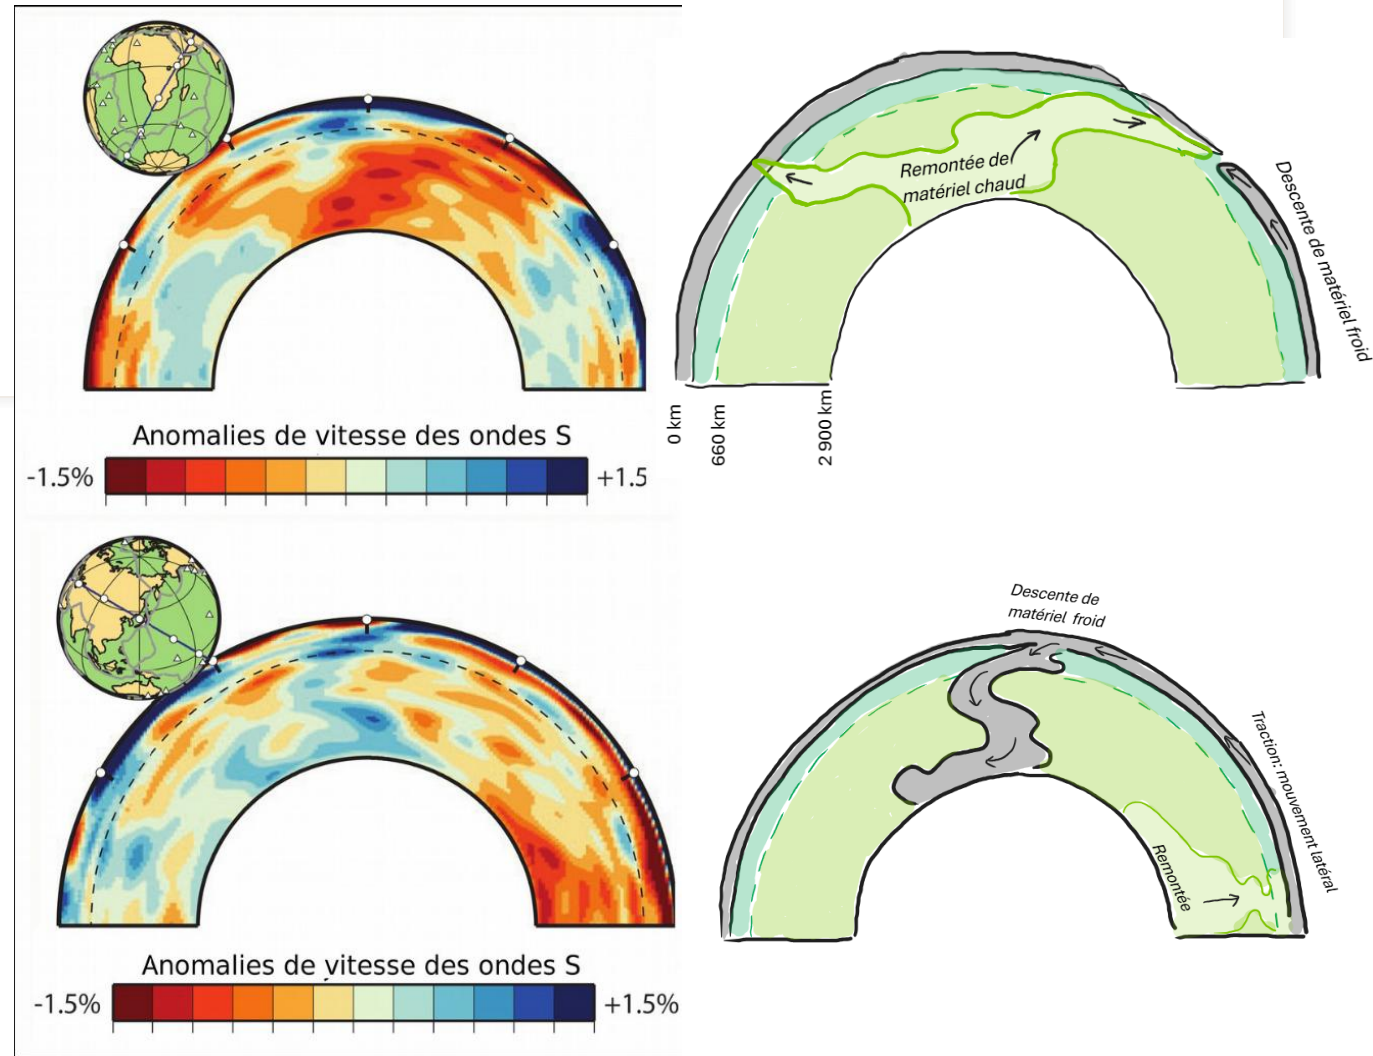 Remontée de
matériel chaud
Descente de matériel froid
0 km
660 km
2 900 km
Anomalies de vitesse des ondes S
-1.5%
+1.5
Descente de
matériel froid
Traction: mouvement latéral
Remontée
Anomalies de vitesse des ondes S
-1.5%
+1.5%